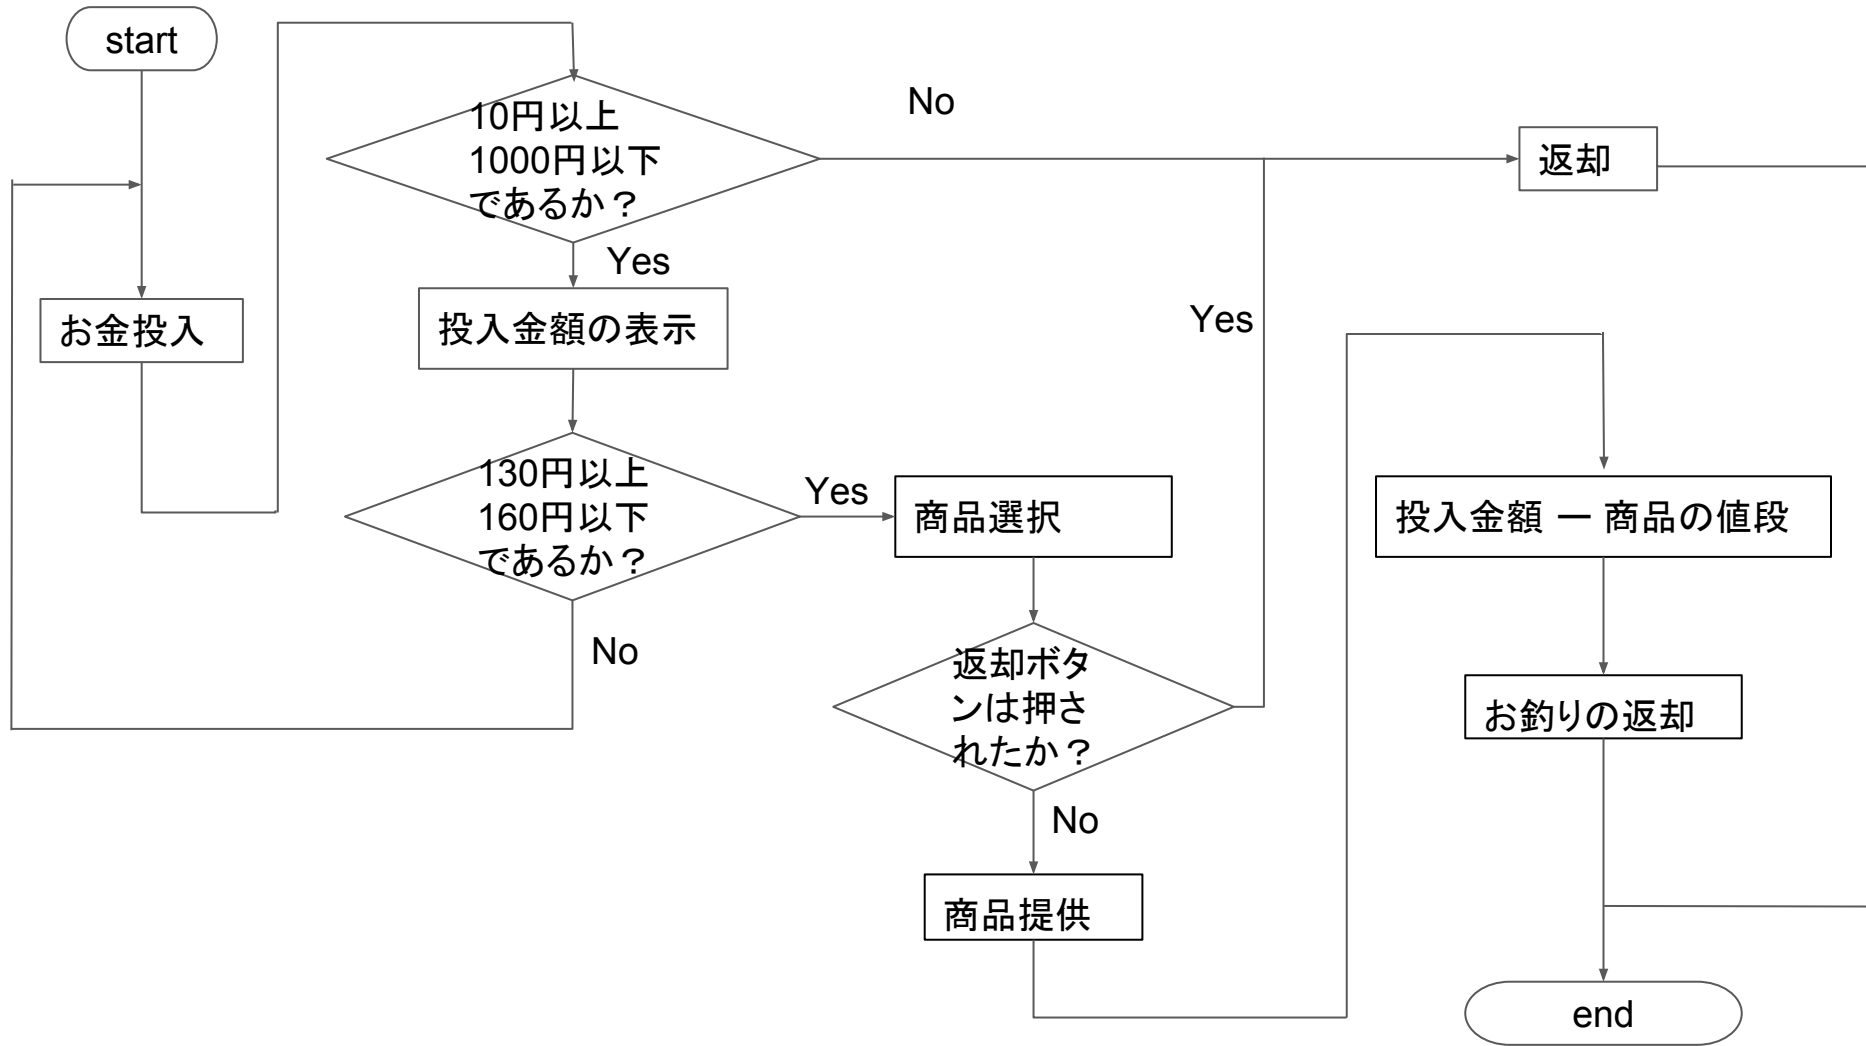 start
お金投入
10円以上
1000円以下
であるか？
No
返却
Yes
投入金額の表示
130円以上
160円以下
であるか？
Yes
商品選択
No
返却ボタ
ンは押さ
れたか？
Yes
No
商品提供
投入金額 ー 商品の値段
お釣りの返却
end